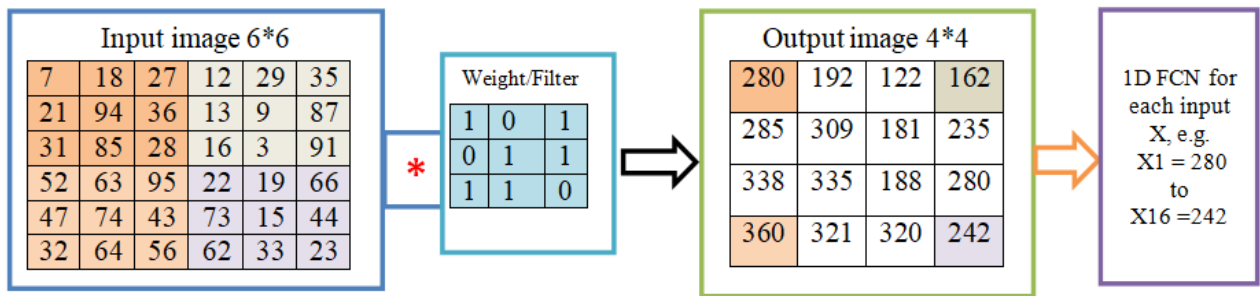 Input image 6*6
7 18 27 12 29 35
21 94 36 13 9 87
31 85 28 16 3 91
52 63 95 22 19 66
47 74 43 73 15 44
32 64 56 62 33 23
*
Weight/Filter
1 0 1
0 1 1
1 1 0
Output image 4*4
280 192 122 162
285 309 181 235
338 335 188 280
360 321 320 242
1D FCN for
each input
X, e.g.
X1 = 280
to
X16 =242